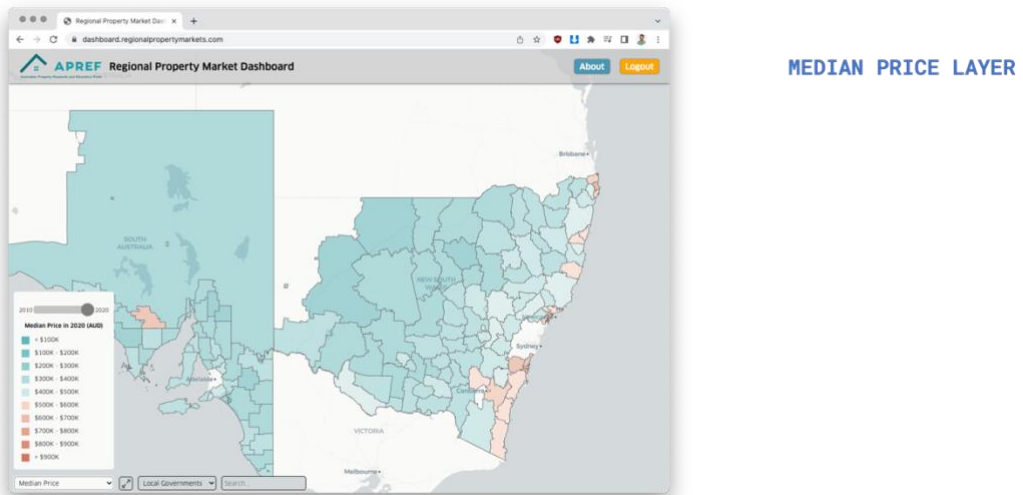 Regional Property Market Das
dashboard.regionalpropertymarkets.com
APREF Regional Property Market Dashboard
About
Logout
MEDIAN PRICE LAYER
Brisbane
SOUTH
AUSTRALIA
NEW SOUTH
WALES
2010
2020
Median Price in 2020 (AUD)
< $100K
$100K - $200K
$200K - $300K
$300K - $400K
$400K - $500K
$500K - $600K
$600K - $700K
$700K - $800K
$800K - $900K
> $900K
Sydney
Adelaide
Canberra
VICTORIA
Melbourne
Median Price
Local Governments
Search...